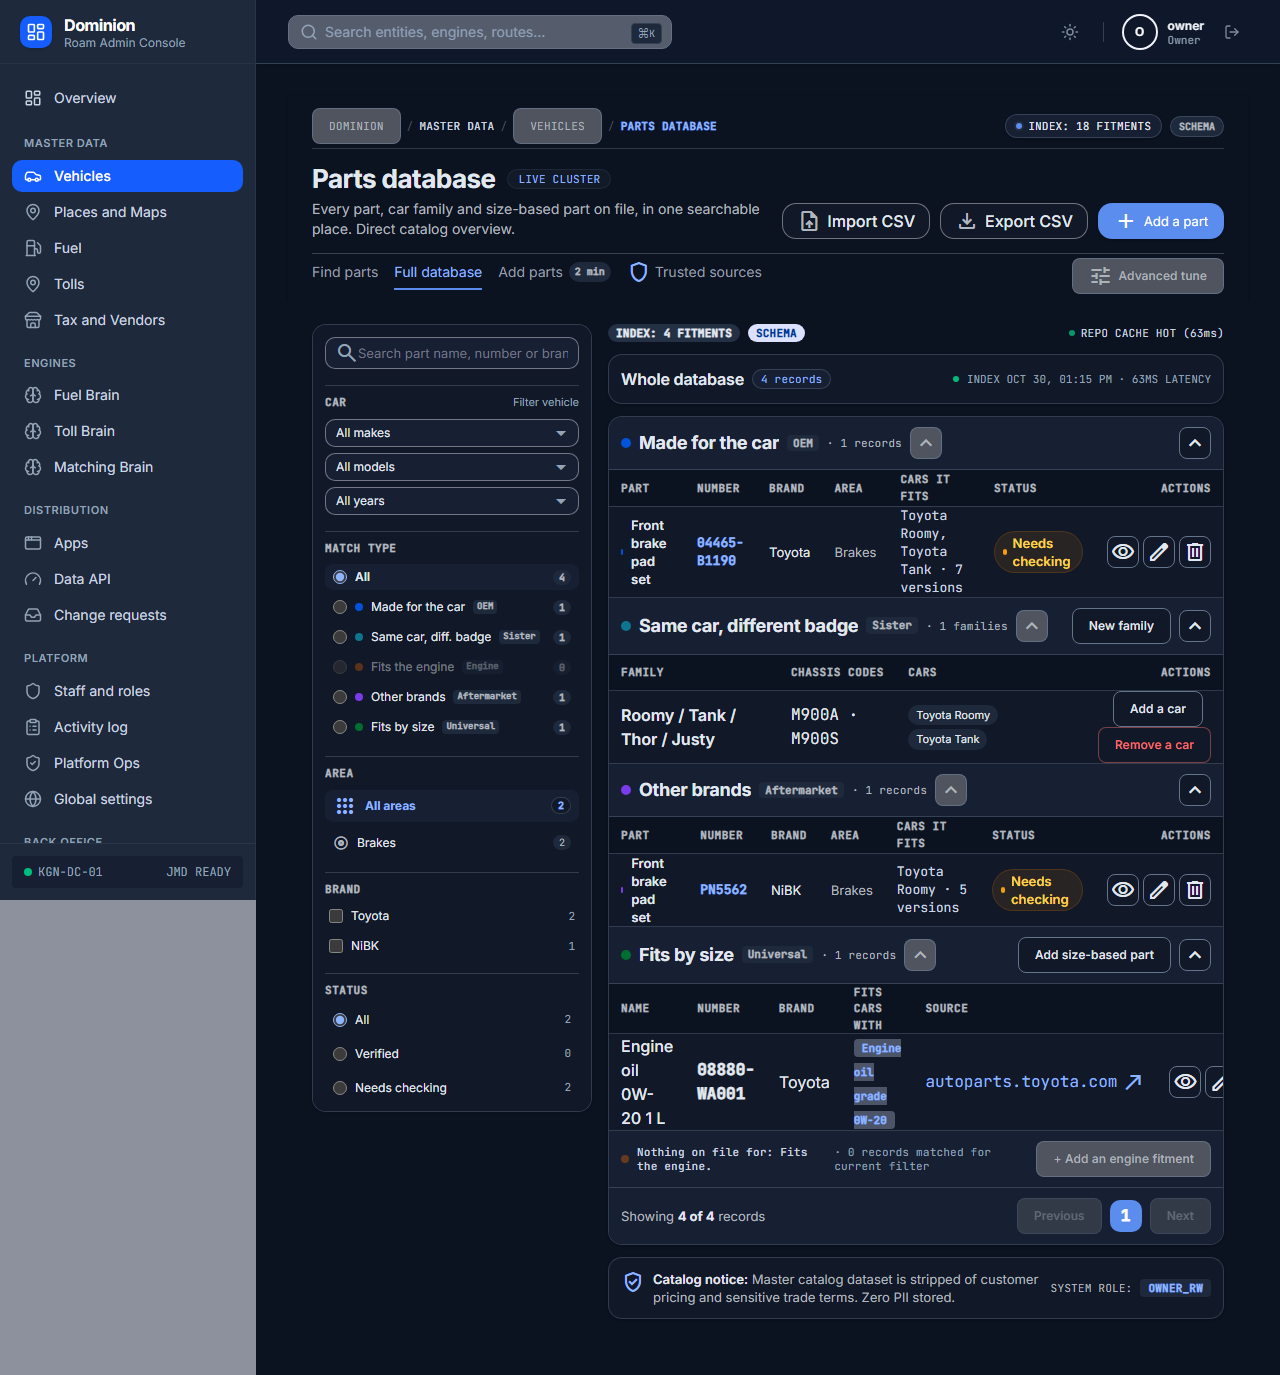 Dominion
Roam Admin Console
Search entities, engines, routes...
⌘K
O
owner
Owner
Overview
MASTER DATA
Vehicles
Places and Maps
Fuel
Tolls
Tax and Vendors
ENGINES
Fuel Brain
Toll Brain
Matching Brain
DISTRIBUTION
Apps
Data API
Change requests
PLATFORM
Staff and roles
Activity log
Platform Ops
Global settings
BACK OFFICE
KGN-DC-01
JMD READY
DOMINION / MASTER DATA / VEHICLES / PARTS DATABASE
INDEX: 18 FITMENTS
SCHEMA
Parts database
LIVE CLUSTER
Every part, car family and size-based part on file, in one searchable
place. Direct catalog overview.
Import CSV
Export CSV
Add a part
Find parts
Full database
Add parts
2 min
Trusted sources
Advanced tune
Search part name, number or bran
CAR
Filter vehicle
All makes
All models
All years
MATCH TYPE
All 4
Made for the car OEM 1
Same car, diff. badge Sister 1
Fits the engine Engine 0
Other brands Aftermarket 1
Fits by size Universal 1
AREA
All areas 2
Brakes 2
BRAND
Toyota 2
NiBK 1
STATUS
All 2
Verified 0
Needs checking 2
INDEX: 4 FITMENTS
SCHEMA
REPO CACHE HOT (63ms)
Whole database
4 records
INDEX OCT 30, 01:15 PM · 63MS LATENCY
Made for the car OEM · 1 records
PART NUMBER BRAND AREA CARS IT FITS STATUS ACTIONS
Front brake pad set
04465-B1190
Toyota
Brakes
Toyota Roomy, Toyota Tank · 7 versions
Needs checking
Same car, different badge Sister · 1 families
New family
FAMILY CHASSIS CODES CARS ACTIONS
Roomy / Tank / Thor / Justy
M900A · M900S
Toyota Roomy
Toyota Tank
Add a car
Remove a car
Other brands Aftermarket · 1 records
PART NUMBER BRAND AREA CARS IT FITS STATUS ACTIONS
Front brake pad set
PN5562
NiBK
Brakes
Toyota Roomy · 5 versions
Needs checking
Fits by size Universal · 1 records
Add size-based part
NAME NUMBER BRAND FITS CARS WITH SOURCE
Engine oil 0W-20 1 L
08880-WA001
Toyota
Engine oil grade 0W-20
autoparts.toyota.com
Nothing on file for: Fits the engine.
· 0 records matched for current filter
+ Add an engine fitment
Showing 4 of 4 records
Previous
1
Next
Catalog notice: Master catalog dataset is stripped of customer
pricing and sensitive trade terms. Zero PII stored.
SYSTEM ROLE:
OWNER_RW